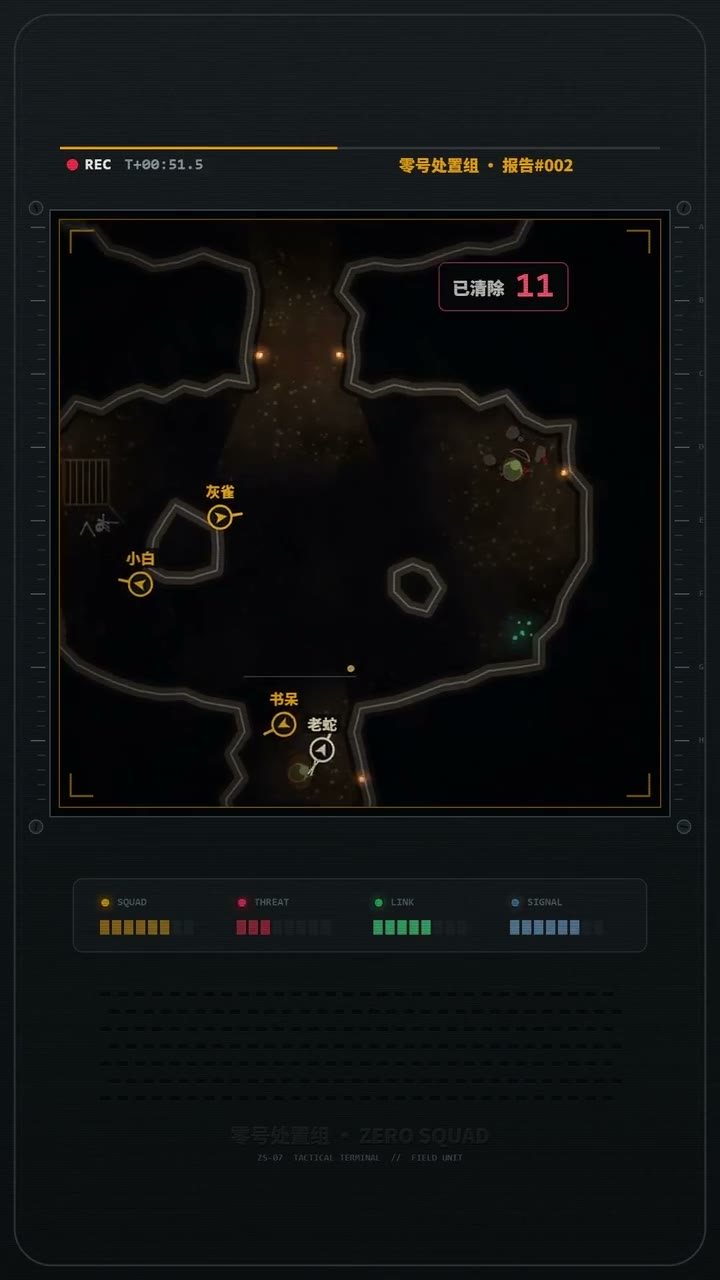 REC T+00:51.5
零号处置组 · 报告#002
已清除 11
灰雀
小白
书呆
老蛇
A
B
C
D
E
F
G
H
SQUAD THREAT LINK SIGNAL
零号处置组 · ZERO SQUAD
ZS-07 TACTICAL TERMINAL // FIELD UNIT